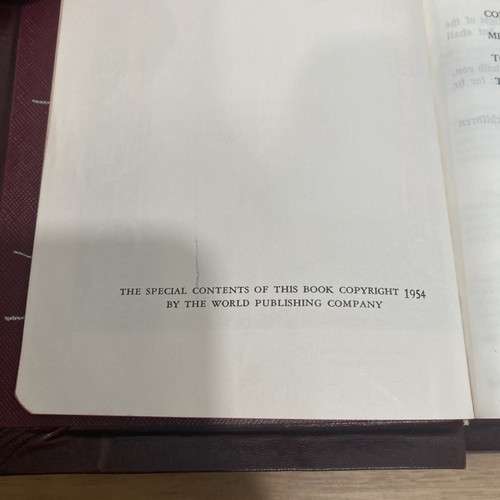 THE SPECIAL CONTENTS OF THIS BOOK COPYRIGHT 1954
BY THE WORLD PUBLISHING COMPANY